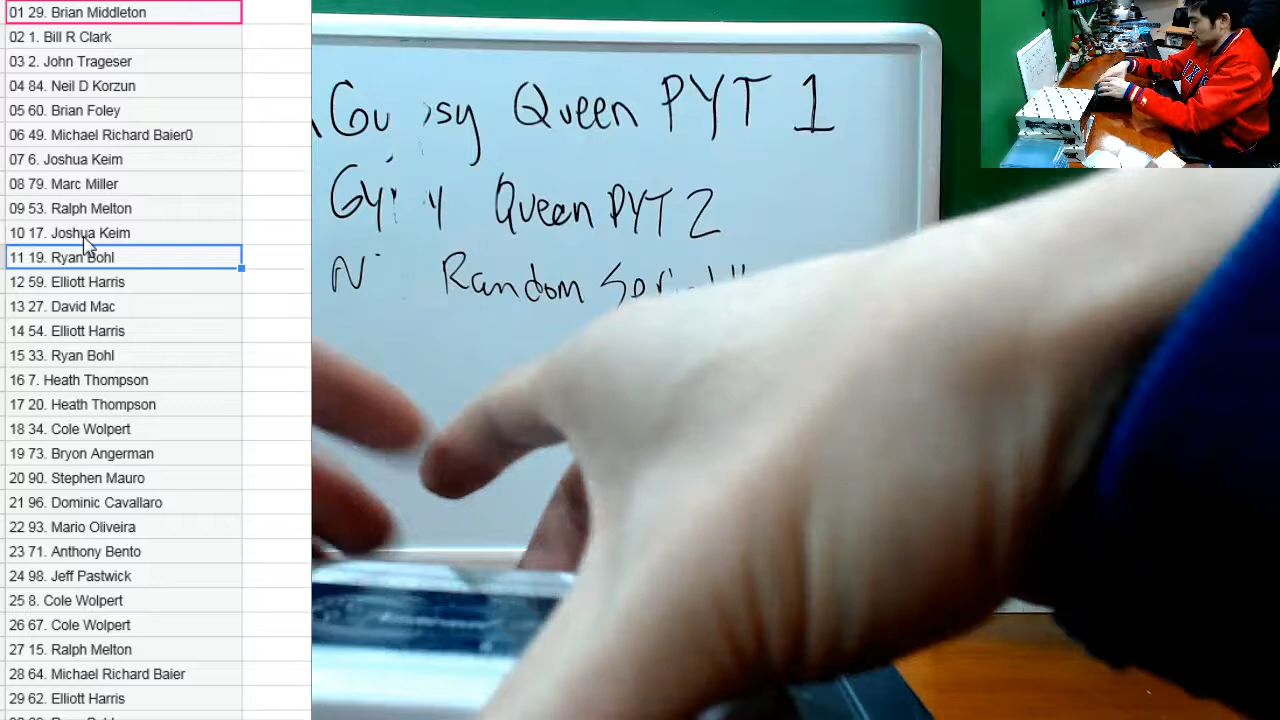 01 29. Brian Middleton
02 1. Bill R Clark
03 2. John Trageser
04 84. Neil D Korzun
05 60. Brian Foley
06 49. Michael Richard Baier0
07 6. Joshua Keim
08 79. Marc Miller
09 53. Ralph Melton
10 17. Joshua Keim
11 19. Ryan Bohl
12 59. Elliott Harris
13 27. David Mac
14 54. Elliott Harris
15 33. Ryan Bohl
16 7. Heath Thompson
17 20. Heath Thompson
18 34. Cole Wolpert
19 73. Bryon Angerman
20 90. Stephen Mauro
21 96. Dominic Cavallaro
22 93. Mario Oliveira
23 71. Anthony Bento
24 98. Jeff Pastwick
25 8. Cole Wolpert
26 67. Cole Wolpert
27 15. Ralph Melton
28 64. Michael Richard Baier
29 62. Elliott Harris
Queen PYT 1
Queen PYT 2
Random